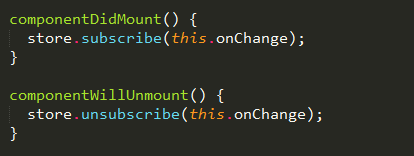 componentDidMount() {
  store.subscribe(this.onChange);
}
componentWillUnmount() {
  store.unsubscribe(this.onChange);
}